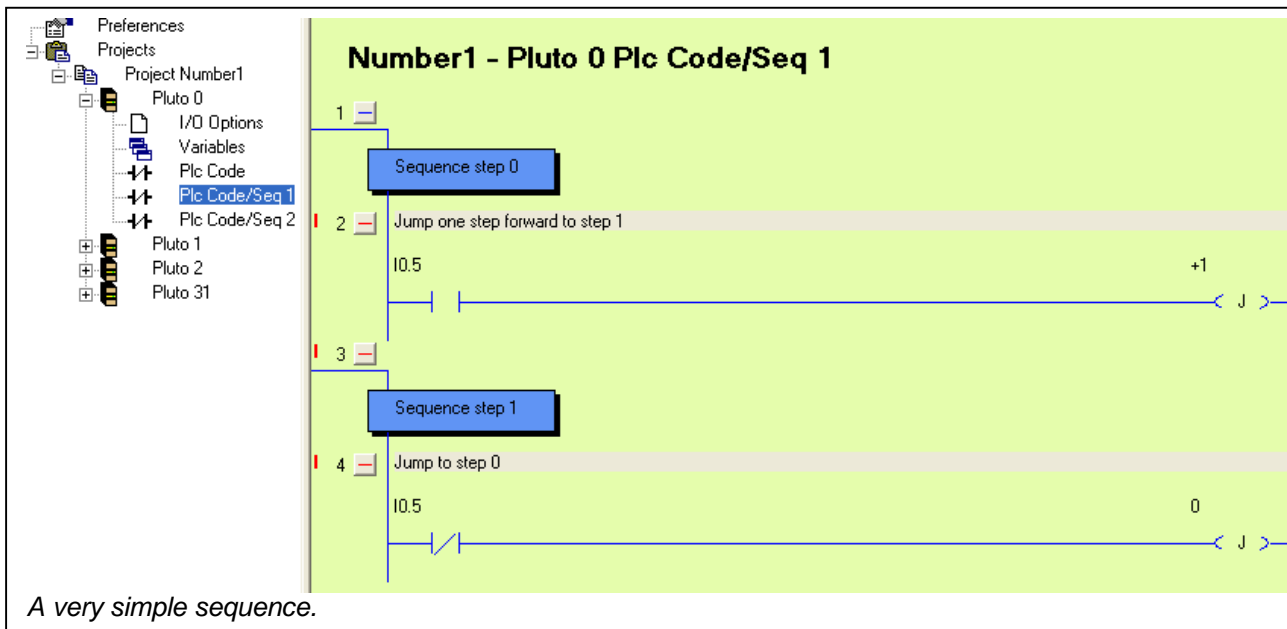 Preferences
Projects
Project Number1
Pluto 0
I/O Options
Variables
Plc Code
Plc Code/Seq 1
Plc Code/Seq 2
Pluto 1
Pluto 2
Pluto 31
Number1 - Pluto 0 Plc Code/Seq 1
1
Sequence step 0
2 Jump one step forward to step 1
I0.5 +1
J
3
Sequence step 1
4 Jump to step 0
I0.5 0
J
A very simple sequence.